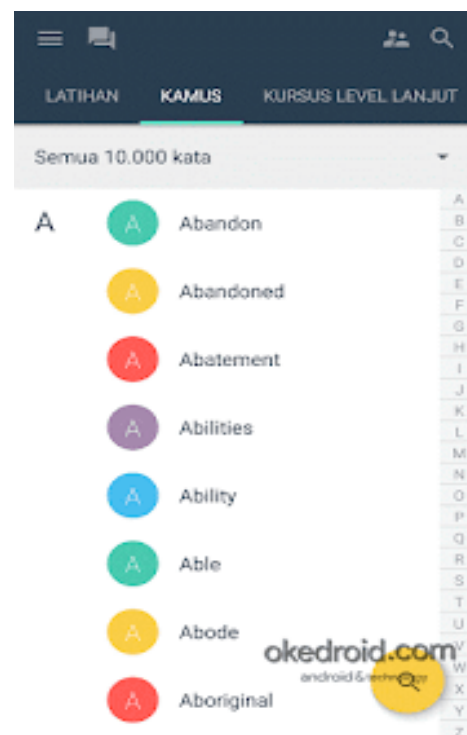 LATIHAN KAMUS KURSUS LEVEL LANJUT
Semua 10.000 kata
A
A Abandon
A Abandoned
A Abatement
A Abilities
A Ability
A Able
A Abode
A Aboriginal
A
B
C
D
E
F
G
H
I
J
K
L
M
N
O
P
Q
R
S
T
U
V
W
X
Y
Z
okedroid.com
android & technology